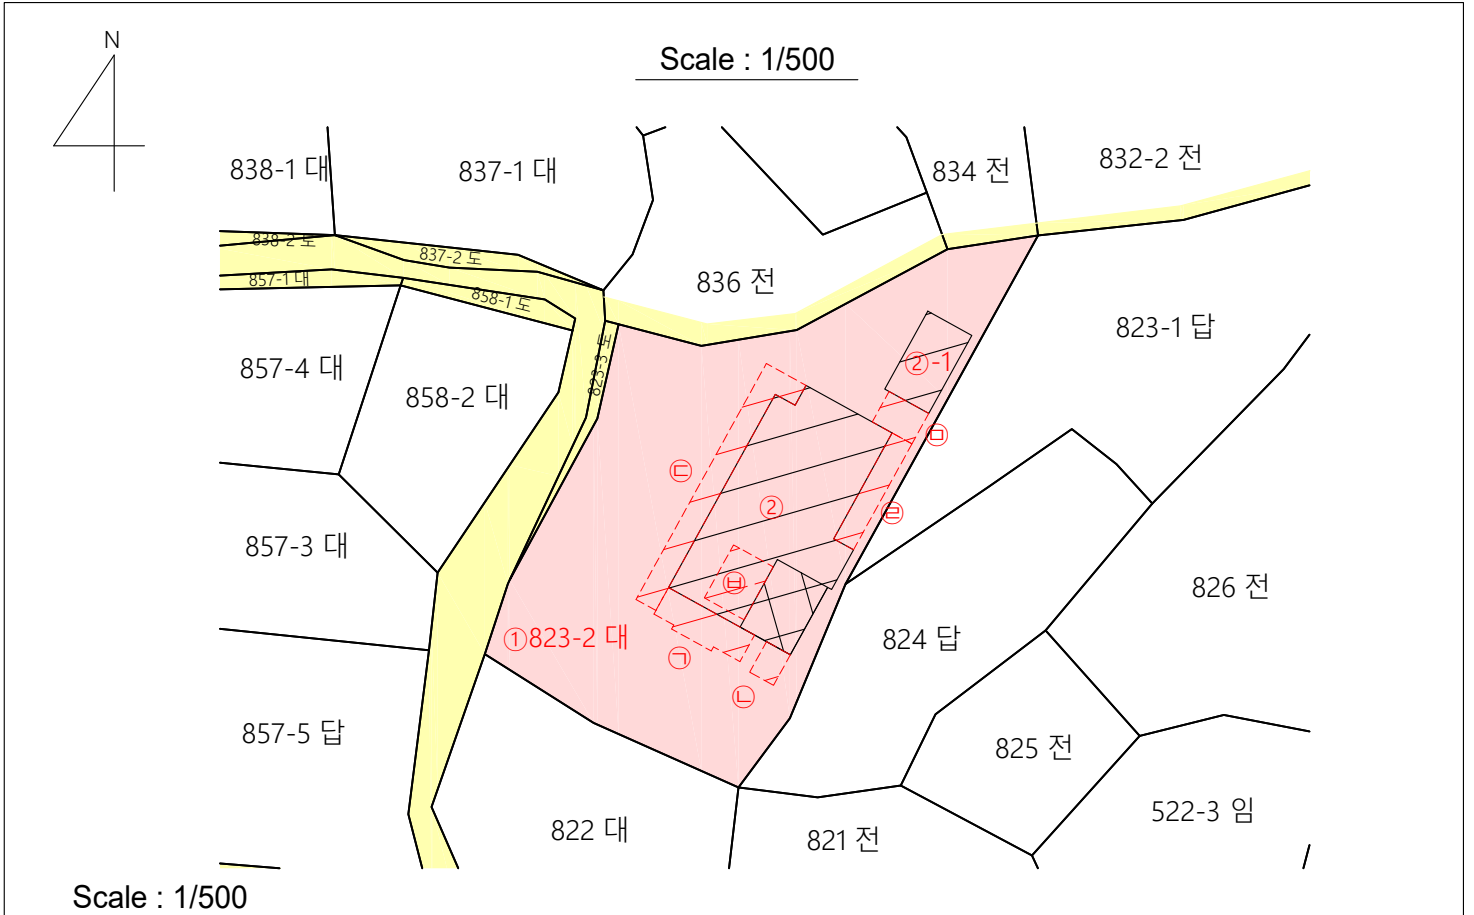 N
Scale : 1/500
838-1 대
837-1 대
834 전
832-2 전
838-2 도
837-2 도
857-1 대
858-1 도
836 전
823-3 도
823-1 답
857-4 대
858-2 대
②-1
㉤
㉢
②
㉣
857-3 대
㉥
826 전
①823-2 대
824 답
㉠
㉡
857-5 답
825 전
822 대
821 전
522-3 임
Scale : 1/500